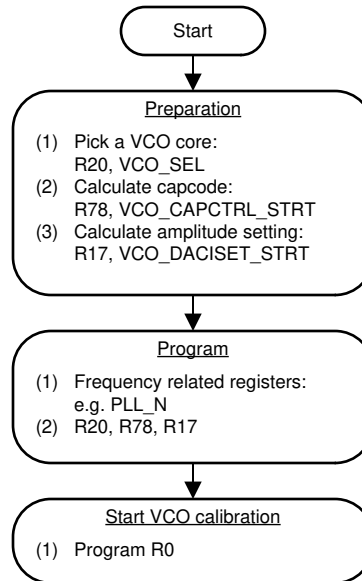 Start
Preparation
(1) Pick a VCO core:
R20, VCO_SEL
(2) Calculate capcode:
R78, VCO_CAPCTRL_STRT
(3) Calculate amplitude setting:
R17, VCO_DACISET_STRT
Program
(1) Frequency related registers:
e.g. PLL_N
(2) R20, R78, R17
Start VCO calibration
(1) Program R0